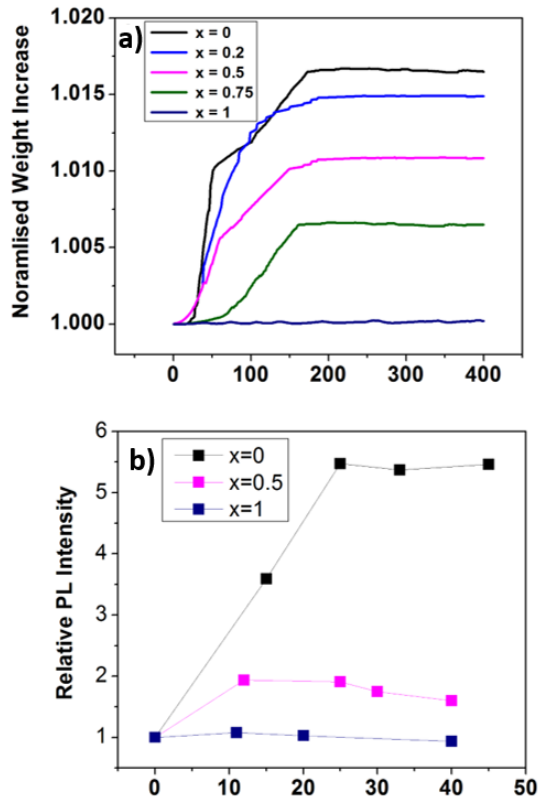 a)
x = 0
x = 0.2
x = 0.5
x = 0.75
x = 1
Noramlised Weight Increase
1.020
1.015
1.010
1.005
1.000
0 100 200 300 400
b)
x=0
x=0.5
x=1
Relative PL Intensity
6
5
4
3
2
1
0 10 20 30 40 50